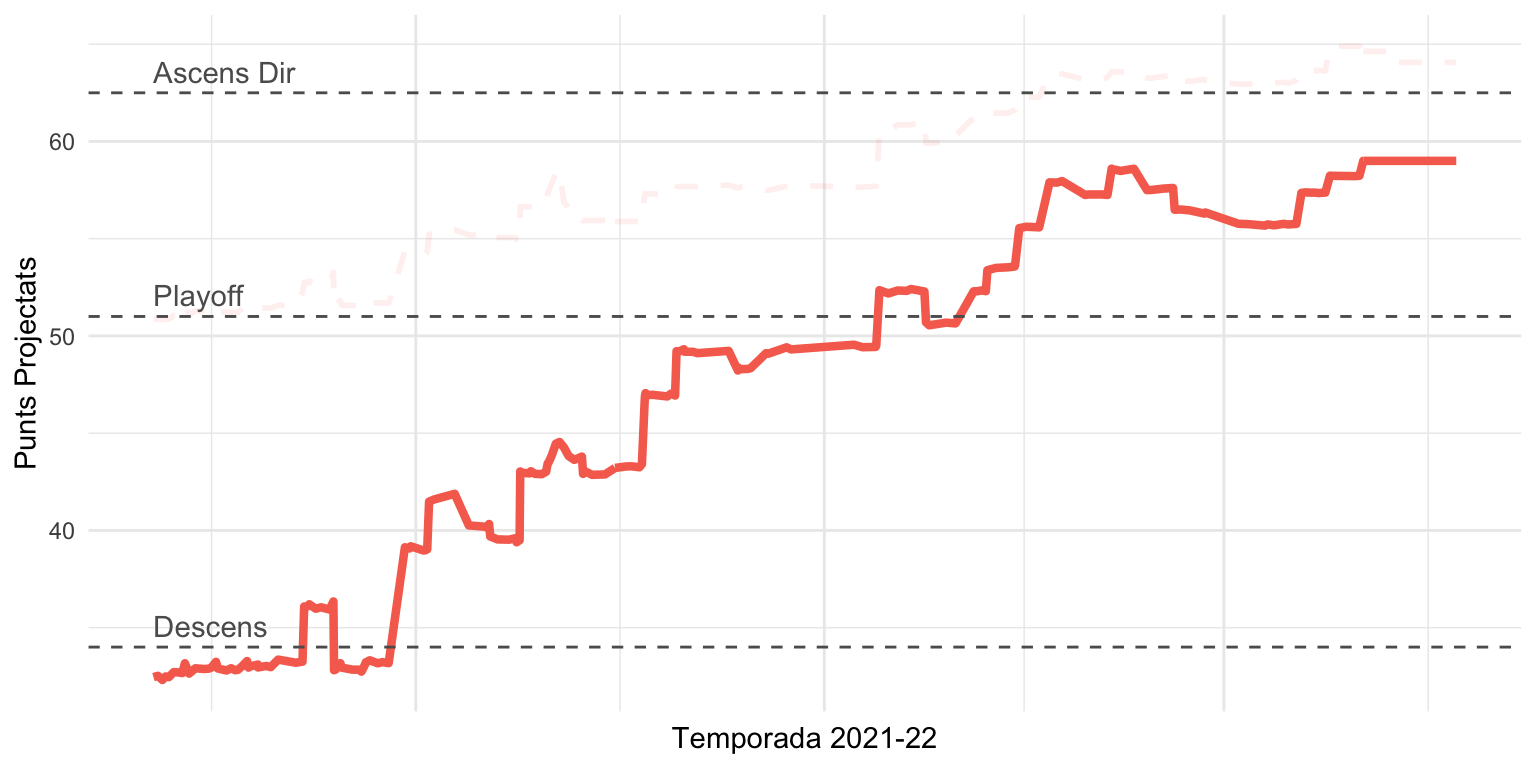 Ascens Dir
60
Playoff
50
Punts Projectats
40
Descens
Temporada 2021-22